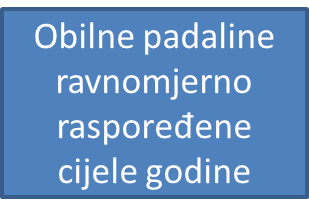 Obilne padaline
ravnomjerno
raspoređene
cijele godine